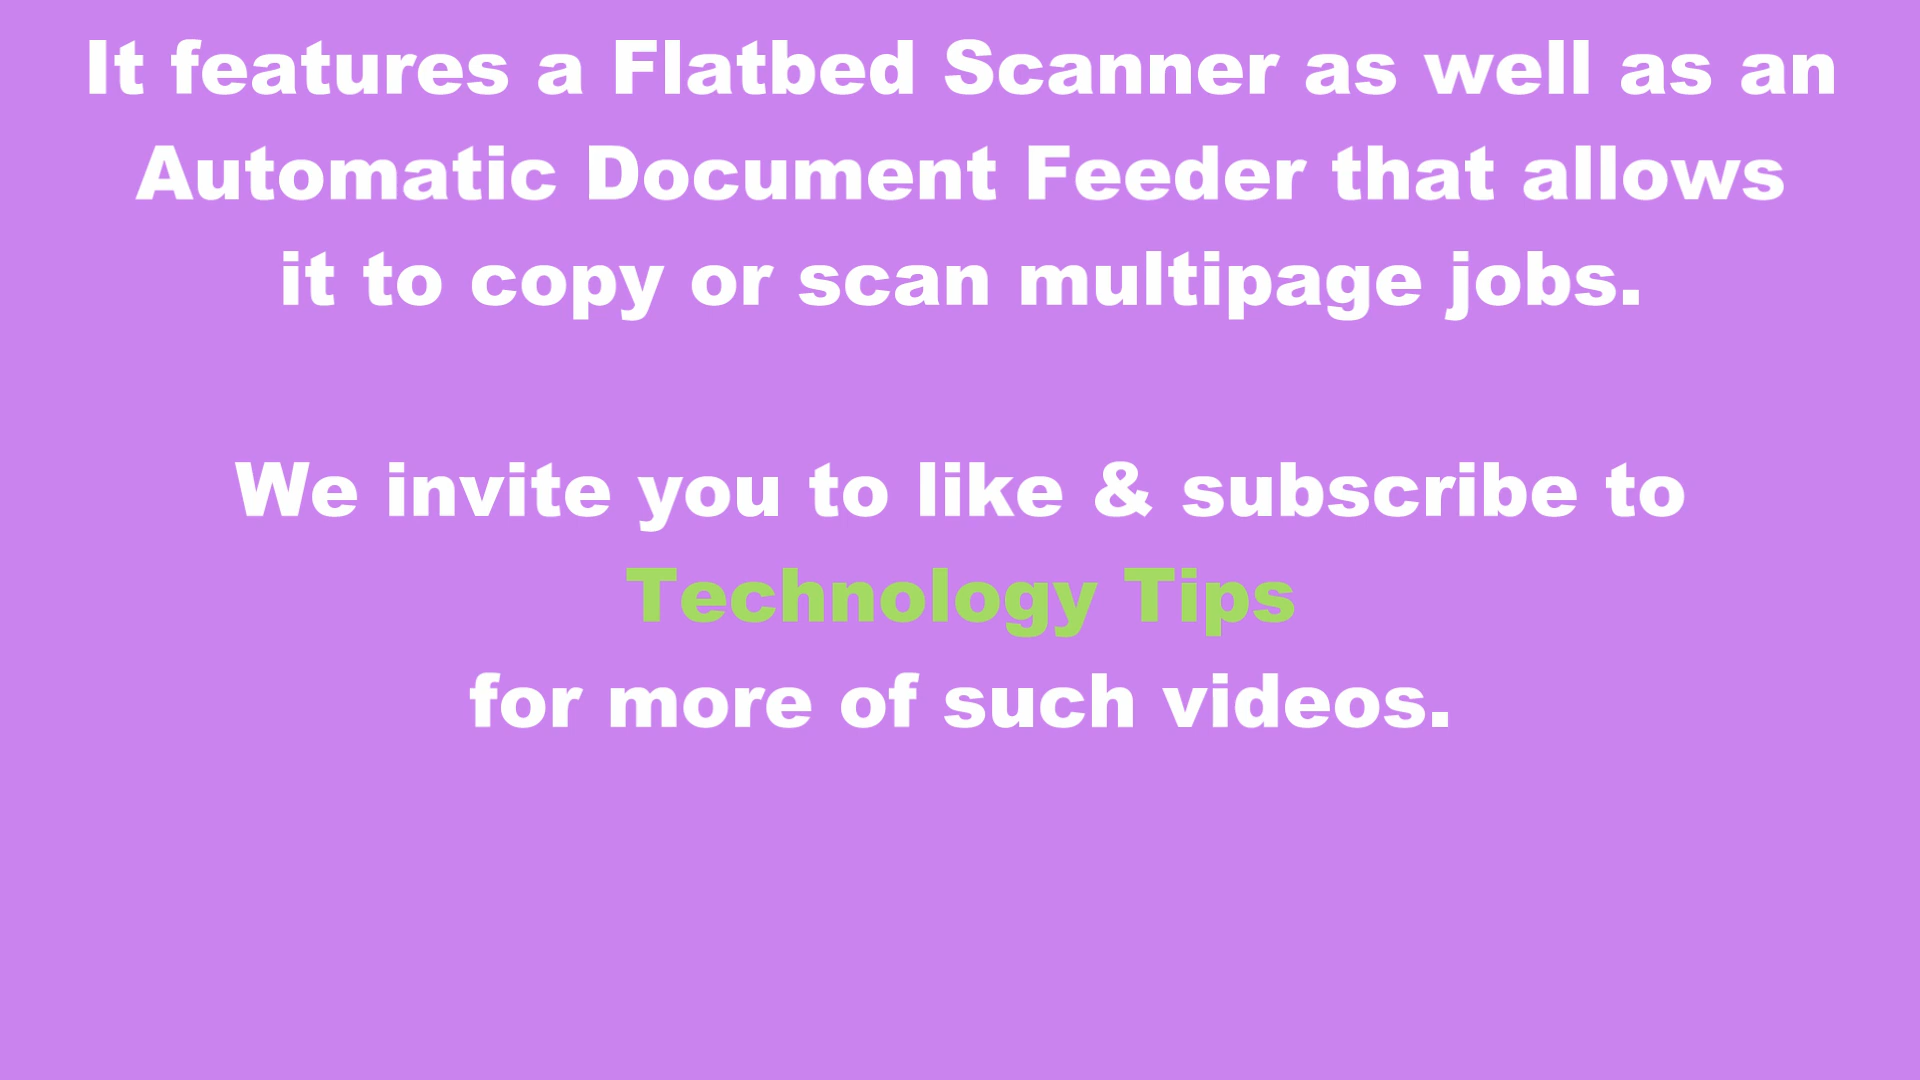 It features a Flatbed Scanner as well as an
Automatic Document Feeder that allows
it to copy or scan multipage jobs.
We invite you to like & subscribe to
Technology Tips
for more of such videos.